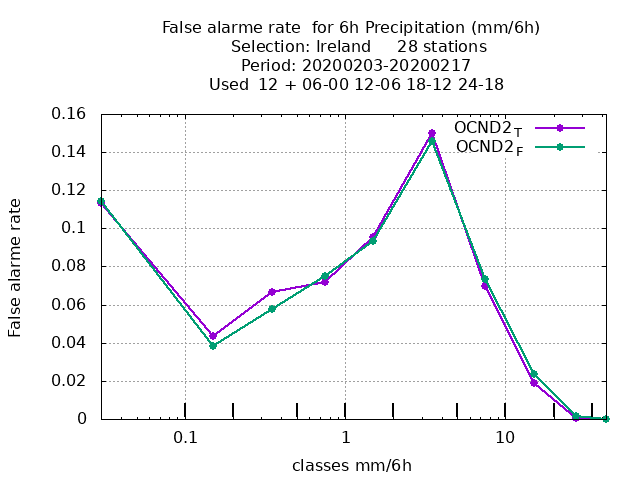 False alarme rate  for 6h Precipitation (mm/6h)
Selection: Ireland     28 stations
Period: 20200203-20200217
Used  12 + 06-00 12-06 18-12 24-18
OCND2T
OCND2F
False alarme rate
0.16
0.14
0.12
0.1
0.08
0.06
0.04
0.02
0
0.1
1
10
classes mm/6h